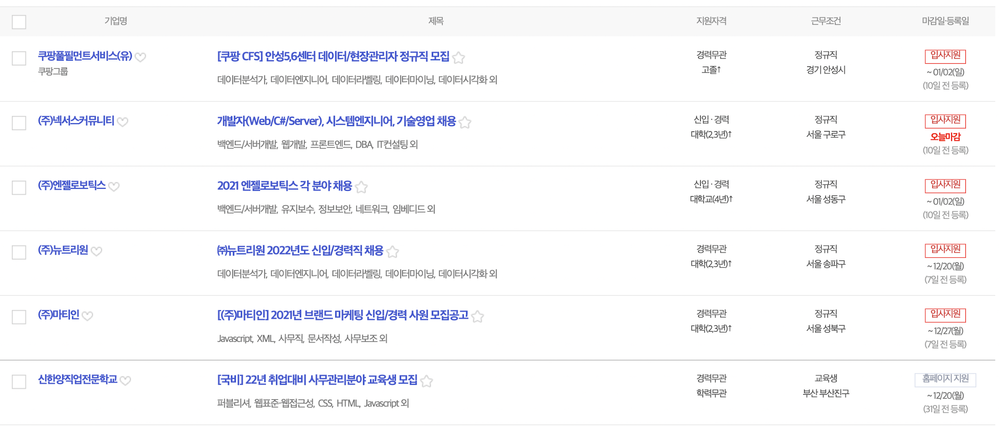 기업명 제목 지원자격 근무조건 마감일·등록일
쿠팡풀필먼트서비스(유) [쿠팡 CFS] 안성5,6센터 데이터/현장관리자 정규직 모집 경력무관 정규직 입사지원
쿠팡그룹 고졸↑ 경기 안성시
데이터분석가, 데이터엔지니어, 데이터라벨링, 데이터마이닝, 데이터시각화 외 ~ 01/02(일)
(10일 전 등록)
(주)넥서스커뮤니티 개발자(Web/C#/Server), 시스템엔지니어, 기술영업 채용 신입 · 경력 정규직 입사지원
대학(2,3년)↑ 서울 구로구 오늘마감
백엔드/서버개발, 웹개발, 프론트엔드, DBA, IT컨설팅 외 (10일 전 등록)
(주)엔젤로보틱스 2021 엔젤로보틱스 각 분야 채용 신입 · 경력 정규직 입사지원
대학교(4년)↑ 서울 성동구 ~ 01/02(일)
백엔드/서버개발, 유지보수, 정보보안, 네트워크, 임베디드 외 (10일 전 등록)
(주)뉴트리원 ㈜뉴트리원 2022년도 신입/경력직 채용 경력무관 정규직 입사지원
대학(2,3년)↑ 서울 송파구 ~ 12/20(월)
데이터분석가, 데이터엔지니어, 데이터라벨링, 데이터마이닝, 데이터시각화 외 (7일 전 등록)
(주)마티인 [(주)마티인] 2021년 브랜드 마케팅 신입/경력 사원 모집공고 경력무관 정규직 입사지원
대학(2,3년)↑ 서울 성북구 ~ 12/27(월)
Javascript, XML, 사무직, 문서작성, 사무보조 외 (7일 전 등록)
신한양직업전문학교 [국비] 22년 취업대비 사무관리분야 교육생 모집 경력무관 교육생 홈페이지 지원
학력무관 부산 부산진구 ~ 12/20(월)
퍼블리셔, 웹표준·웹접근성, CSS, HTML, Javascript 외 (31일 전 등록)